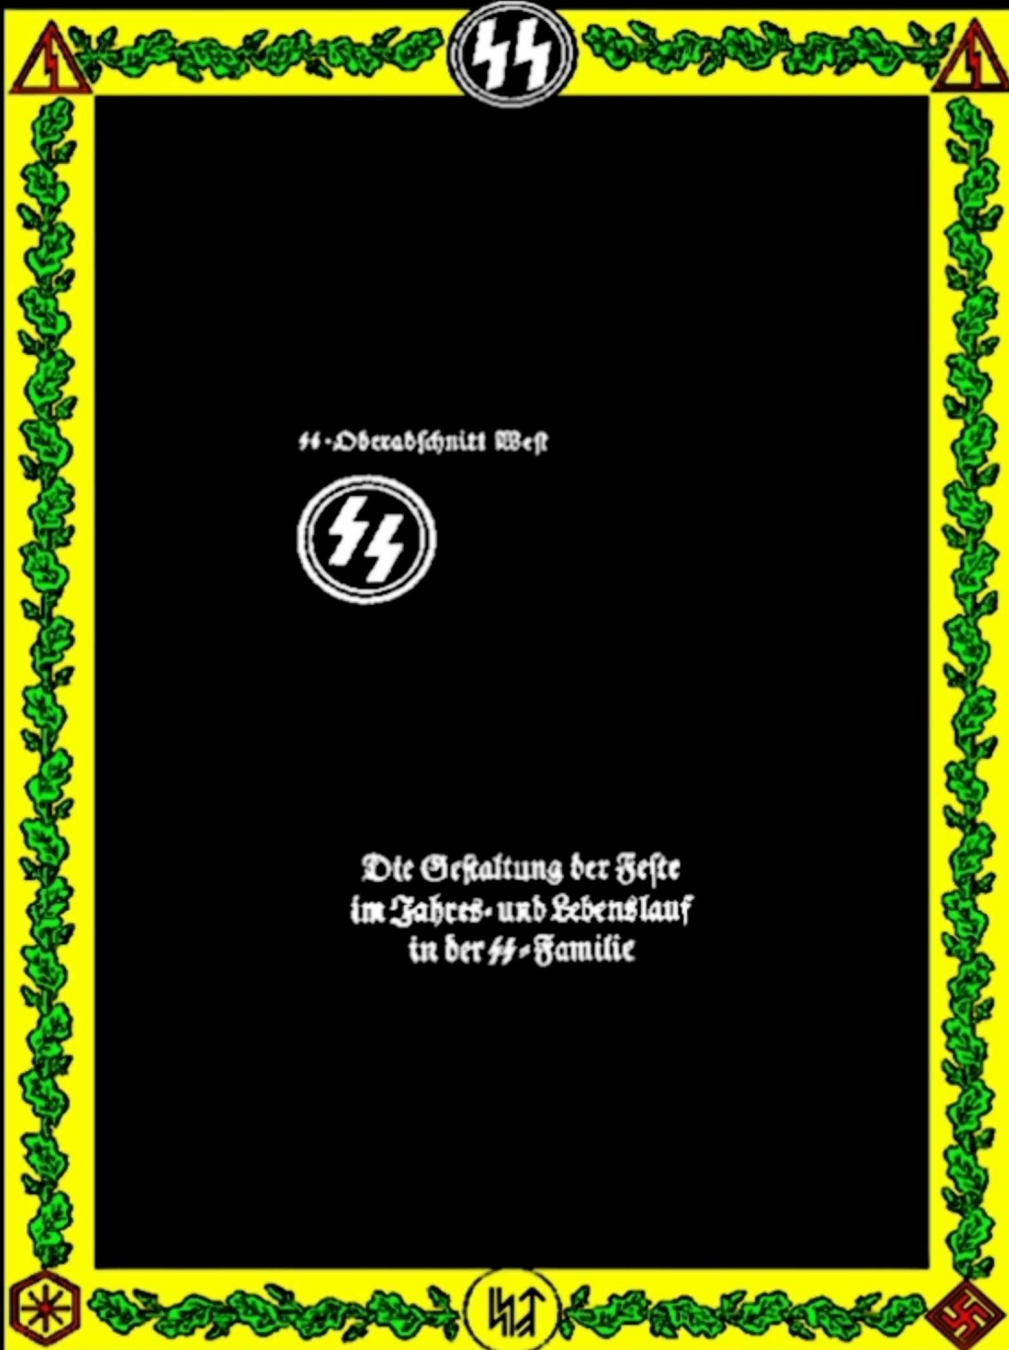 SS-Oberabschnitt West
Die Gestaltung der Feste
im Jahres- und Lebenslauf
in der SS-Familie